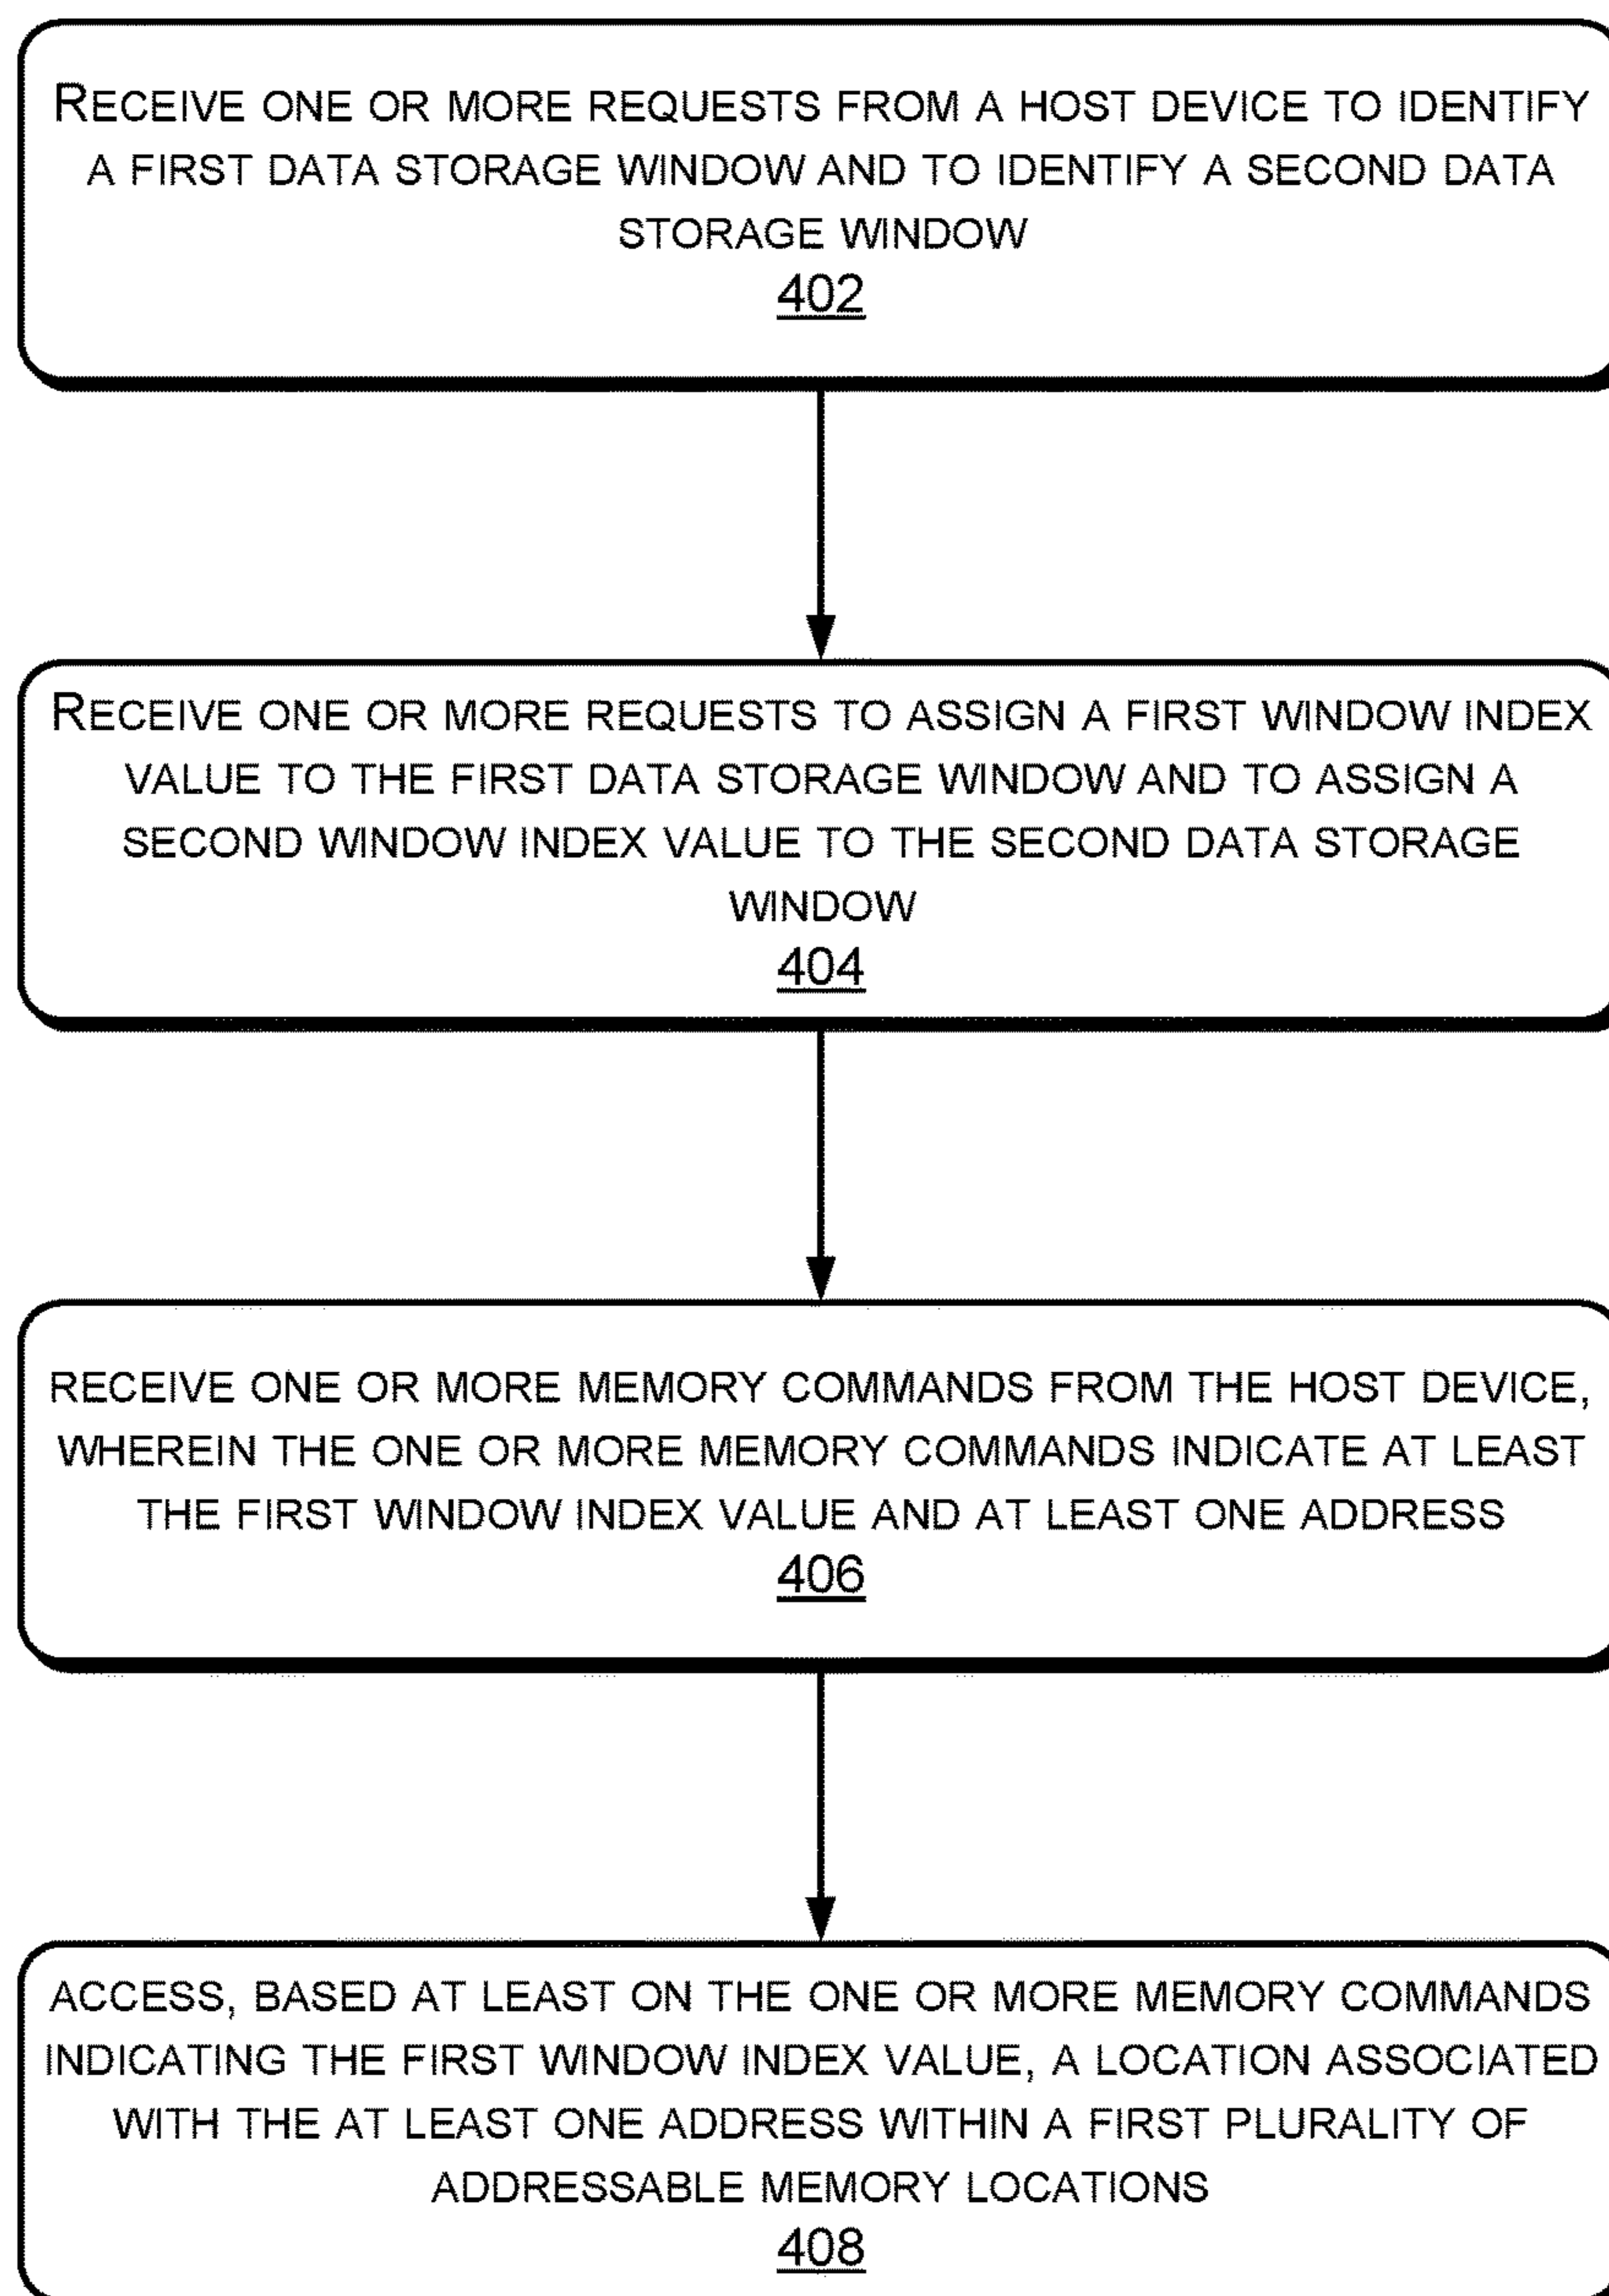 RECEIVE ONE OR MORE REQUESTS FROM A HOST DEVICE TO IDENTIFY
A FIRST DATA STORAGE WINDOW AND TO IDENTIFY A SECOND DATA
STORAGE WINDOW
402
RECEIVE ONE OR MORE REQUESTS TO ASSIGN A FIRST WINDOW INDEX
VALUE TO THE FIRST DATA STORAGE WINDOW AND TO ASSIGN A
SECOND WINDOW INDEX VALUE TO THE SECOND DATA STORAGE
WINDOW
404
RECEIVE ONE OR MORE MEMORY COMMANDS FROM THE HOST DEVICE,
WHEREIN THE ONE OR MORE MEMORY COMMANDS INDICATE AT LEAST
THE FIRST WINDOW INDEX VALUE AND AT LEAST ONE ADDRESS
406
ACCESS, BASED AT LEAST ON THE ONE OR MORE MEMORY COMMANDS
INDICATING THE FIRST WINDOW INDEX VALUE, A LOCATION ASSOCIATED
WITH THE AT LEAST ONE ADDRESS WITHIN A FIRST PLURALITY OF
ADDRESSABLE MEMORY LOCATIONS
408